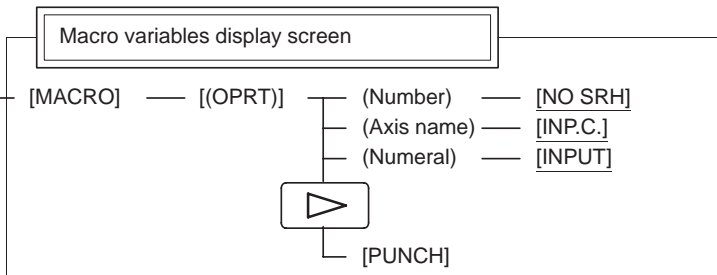 Macro variables display screen
[MACRO] [(OPRT)] (Number) [NO SRH]
(Axis name) [INP.C.]
(Numeral) [INPUT]
[PUNCH]